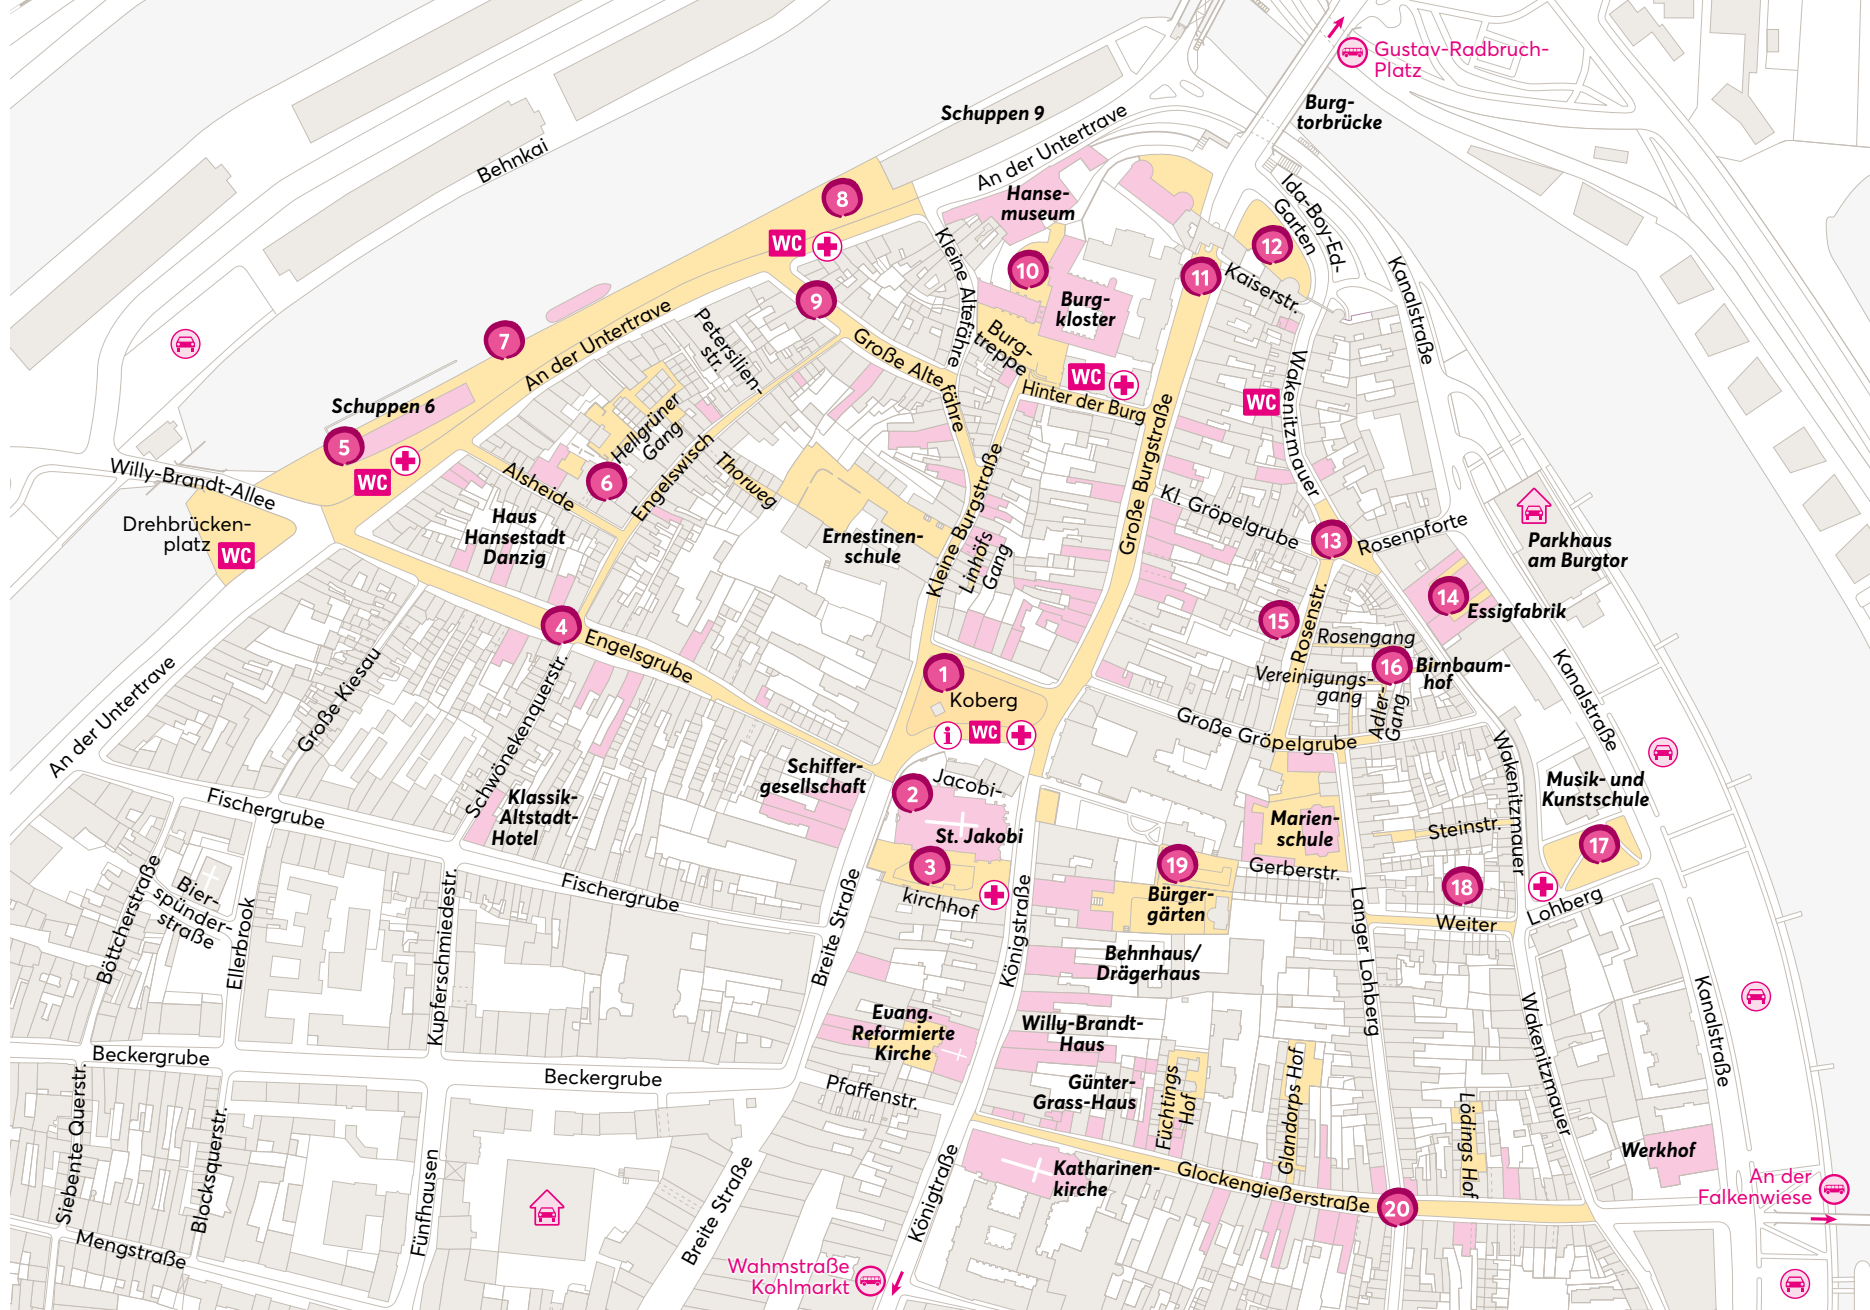 Gustav-Radbruch-
Platz
Burg-
torbrücke
Schuppen 9
An der Untertrave
Behnkai
Hanse-
museum
Ida-Boy-Ed-
Garten
8
WC
12
Kleine Altefähre
10
11
Kaiserstr.
Kanalstraße
9
Burg-
kloster
7
An der Untertrave
Petersilien-
str.
Burg-
treppe
Große Alte fähre
WC
Hinter der Burg
WC
Wakenitzmauer
Schuppen 6
5
WC
Hellgrüner
Gang
6
Engelswisch
Thorweg
Alsheide
Willy-Brandt-Allee
Drehbrücken-
platz
WC
Haus
Hansestadt
Danzig
Ernestinen-
schule
Kleine Burgstraße
Linhöfs
Gang
Große Burgstraße
Kl. Gröpelgrube
13
Rosenpforte
Parkhaus
am Burgtor
14
Essigfabrik
15
Rosenstr.
Rosengang
16
Birnbaum-
hof
Vereinigungs-
gang
Adler-
Gang
Kanalstraße
4
Engelsgrube
1
Koberg
i
WC
Große Gröpelgrube
An der Untertrave
Große Kiesau
Schwönekenquerstr.
Schiffer-
gesellschaft
2
Jacobi-
St. Jakobi
3
kirchhof
Klassik-
Altstadt-
Hotel
Fischergrube
Fischergrube
Wakenitzmauer
Musik- und
Kunstschule
17
Marien-
schule
Steinstr.
18
Gerberstr.
19
Bürger-
gärten
Lohberg
Weiter
Langer Lohberg
Böttcherstraße
Bier-
spünder-
straße
Ellerbrook
Kupferschmiedestr.
Breite Straße
Königstraße
Behnhaus/
Drägerhaus
Evang.
Reformierte
Kirche
Willy-Brandt-
Haus
Günter-
Grass-Haus
Füchtings
Hof
Glandorps Hof
Lödings Hof
Wakenitzmauer
Kanalstraße
Beckergrube
Beckergrube
Pfaffenstr.
Siebente Querstr.
Blocksquerstr.
Fünfhausen
Mengstraße
Breite Straße
Königtraße
Katharinen-
kirche
Glockengießerstraße
20
Werkhof
An der
Falkenwiese
Wahmstraße
Kohlmarkt